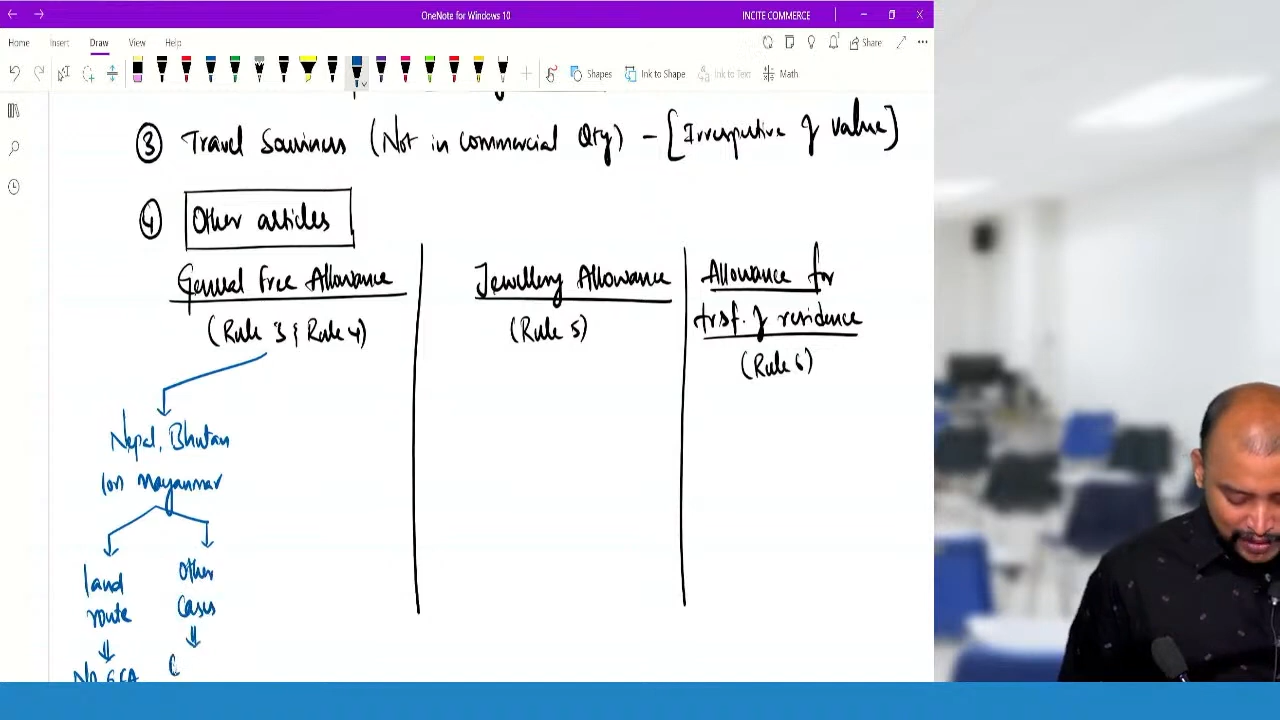 OneNote for Windows 10
INCITE COMMERCE
Home Insert Draw View Help
Share
Shapes Ink to Shape Ink to Text Math
③ Travel Souviners (Not in commercial Qty) - [Irrespective of value]
④ Other articles
General Free Allowance
(Rule 3 & Rule 4)
Nepal, Bhutan
(or) Mayanmar
land route
No GFA
Other Cases
Jewellery Allowance
(Rule 5)
Allowance for
trsf. of residence
(Rule 6)